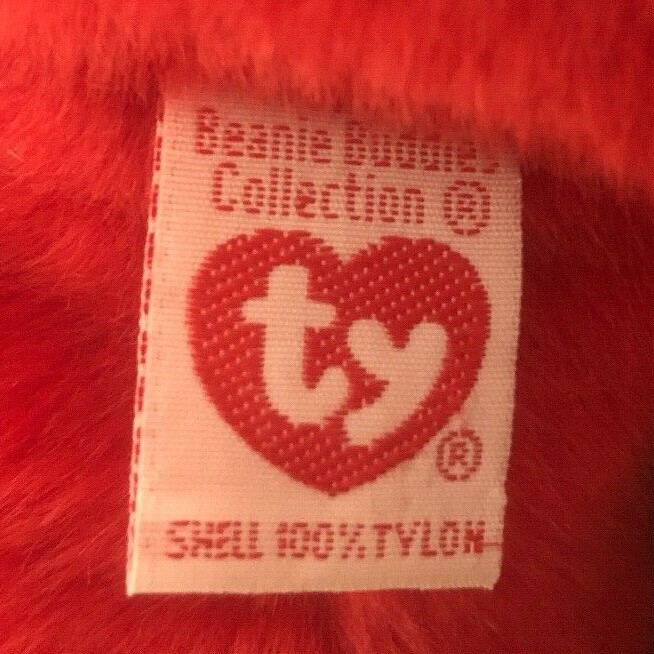 Beanie Buddies
Collection ®
ty
®
SHELL 100% TYLON